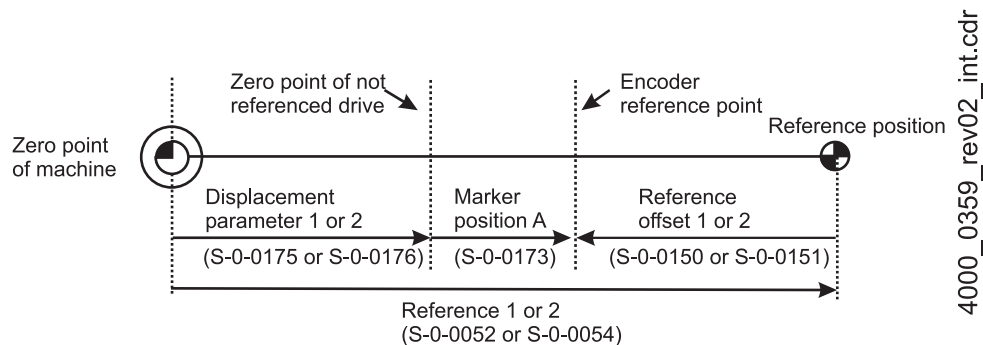 Zero point of not
referenced drive
Encoder
reference point
Reference position
Zero point
of machine
Displacement
parameter 1 or 2
(S-0-0175 or S-0-0176)
Marker
position A
(S-0-0173)
Reference
offset 1 or 2
(S-0-0150 or S-0-0151)
Reference 1 or 2
(S-0-0052 or S-0-0054)
4000_0359_rev02_int.cdr